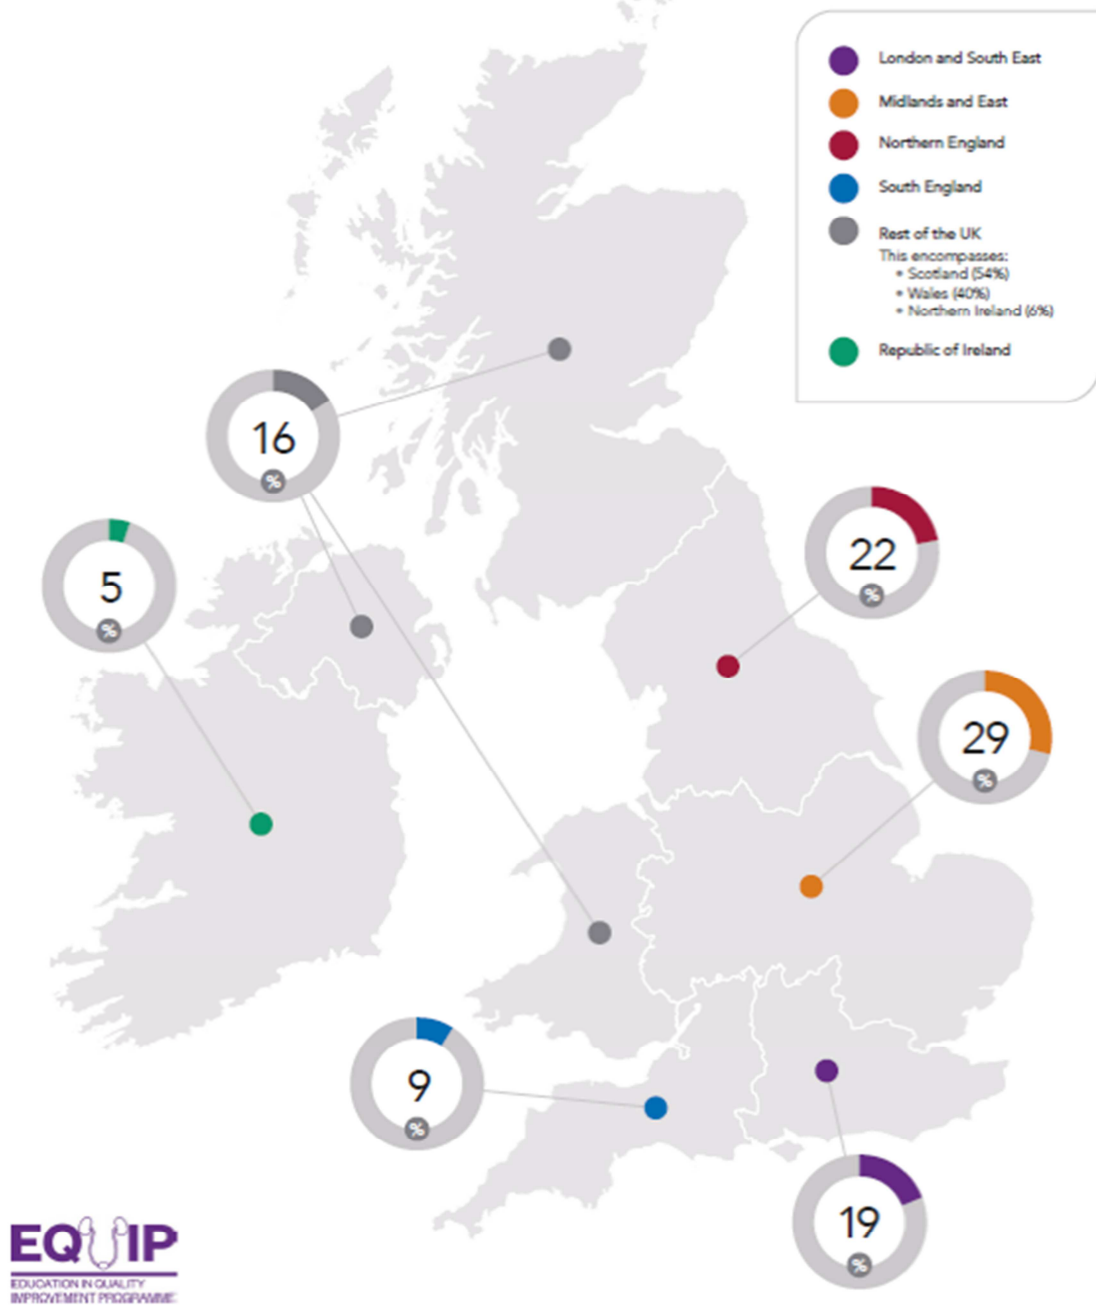 London and South East
Midlands and East
Northern England
South England
Rest of the UK
This encompasses:
• Scotland (54%)
• Wales (40%)
• Northern Ireland (6%)
Republic of Ireland
16
%
22
%
5
%
29
%
9
%
19
%
EQUIP
EDUCATION IN QUALITY
IMPROVEMENT PROGRAMME